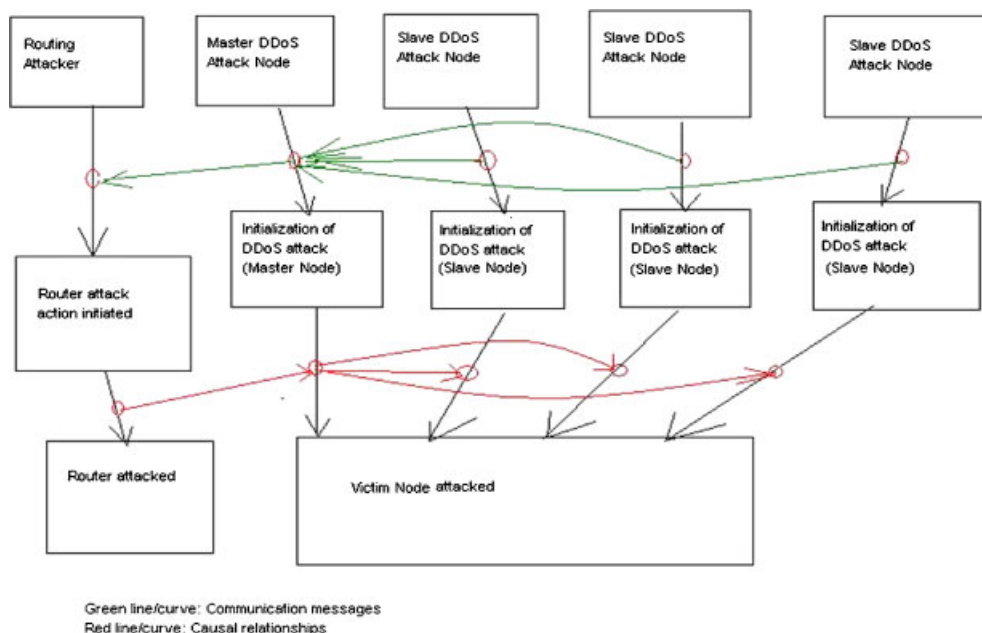 Routing
Attacker
Master DDoS
Attack Node
Slave DDoS
Attack Node
Slave DDoS
Attack Node
Slave DDoS
Attack Node
Initialization of
DDoS attack
(Master Node)
Initialization of
DDoS attack
(Slave Node)
Initialization of
DDoS attack
(Slave Node)
Initialization of
DDoS attack
(Slave Node)
Router attack
action initiated
Router attacked
Victim Node attacked
Green line/curve: Communication messages
Red line/curve: Causal relationships